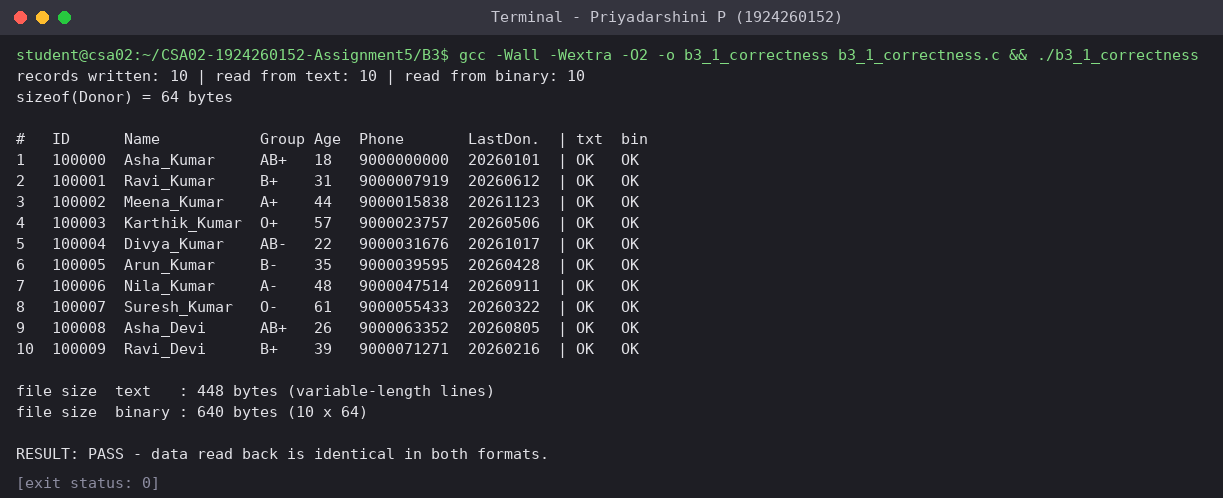 Terminal - Priyadarshini P (1924260152)
student@csa02:~/CSA02-1924260152-Assignment5/B3$ gcc -Wall -Wextra -O2 -o b3_1_correctness b3_1_correctness.c && ./b3_1_correctness
records written: 10 | read from text: 10 | read from binary: 10
sizeof(Donor) = 64 bytes
#   ID      Name           Group Age  Phone       LastDon.  | txt  bin
1   100000  Asha_Kumar     AB+   18   9000000000  20260101  | OK   OK
2   100001  Ravi_Kumar     B+    31   9000007919  20260612  | OK   OK
3   100002  Meena_Kumar    A+    44   9000015838  20261123  | OK   OK
4   100003  Karthik_Kumar  O+    57   9000023757  20260506  | OK   OK
5   100004  Divya_Kumar    AB-   22   9000031676  20261017  | OK   OK
6   100005  Arun_Kumar     B-    35   9000039595  20260428  | OK   OK
7   100006  Nila_Kumar     A-    48   9000047514  20260911  | OK   OK
8   100007  Suresh_Kumar   O-    61   9000055433  20260322  | OK   OK
9   100008  Asha_Devi      AB+   26   9000063352  20260805  | OK   OK
10  100009  Ravi_Devi      B+    39   9000071271  20260216  | OK   OK
file size  text   : 448 bytes (variable-length lines)
file size  binary : 640 bytes (10 x 64)
RESULT: PASS - data read back is identical in both formats.
[exit status: 0]